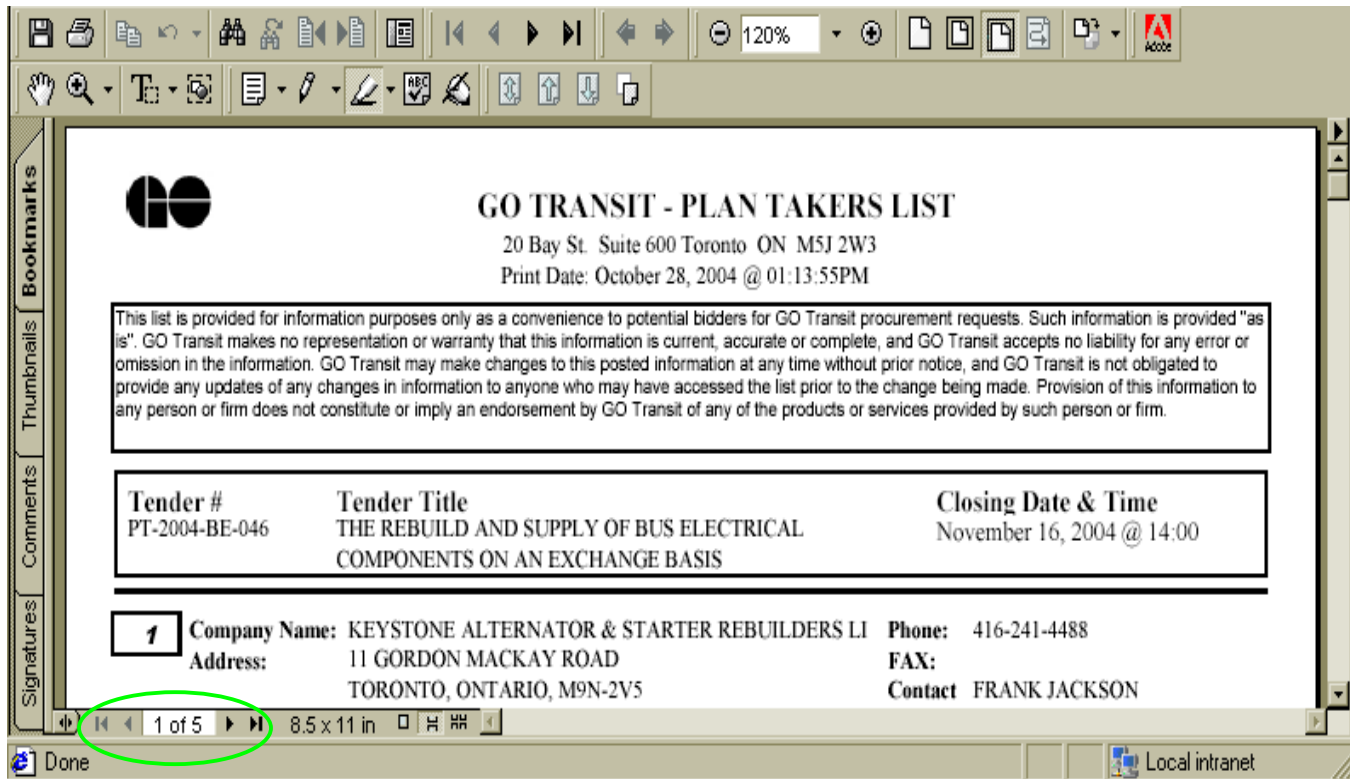 120%
Adobe
ABC
GO
GO TRANSIT - PLAN TAKERS LIST
20 Bay St. Suite 600 Toronto ON M5J 2W3
Print Date: October 28, 2004 @ 01:13:55PM
This list is provided for information purposes only as a convenience to potential bidders for GO Transit procurement requests. Such information is provided "as
is". GO Transit makes no representation or warranty that this information is current, accurate or complete, and GO Transit accepts no liability for any error or
omission in the information. GO Transit may make changes to this posted information at any time without prior notice, and GO Transit is not obligated to
provide any updates of any changes in information to anyone who may have accessed the list prior to the change being made. Provision of this information to
any person or firm does not constitute or imply an endorsement by GO Transit of any of the products or services provided by such person or firm.
Tender # Tender Title Closing Date & Time
PT-2004-BE-046 THE REBUILD AND SUPPLY OF BUS ELECTRICAL November 16, 2004 @ 14:00
COMPONENTS ON AN EXCHANGE BASIS
1 Company Name: KEYSTONE ALTERNATOR & STARTER REBUILDERS LI Phone: 416-241-4488
Address: 11 GORDON MACKAY ROAD FAX:
TORONTO, ONTARIO, M9N-2V5 Contact FRANK JACKSON
Bookmarks
Thumbnails
Comments
Signatures
1 of 5 8.5 x 11 in
Done Local intranet